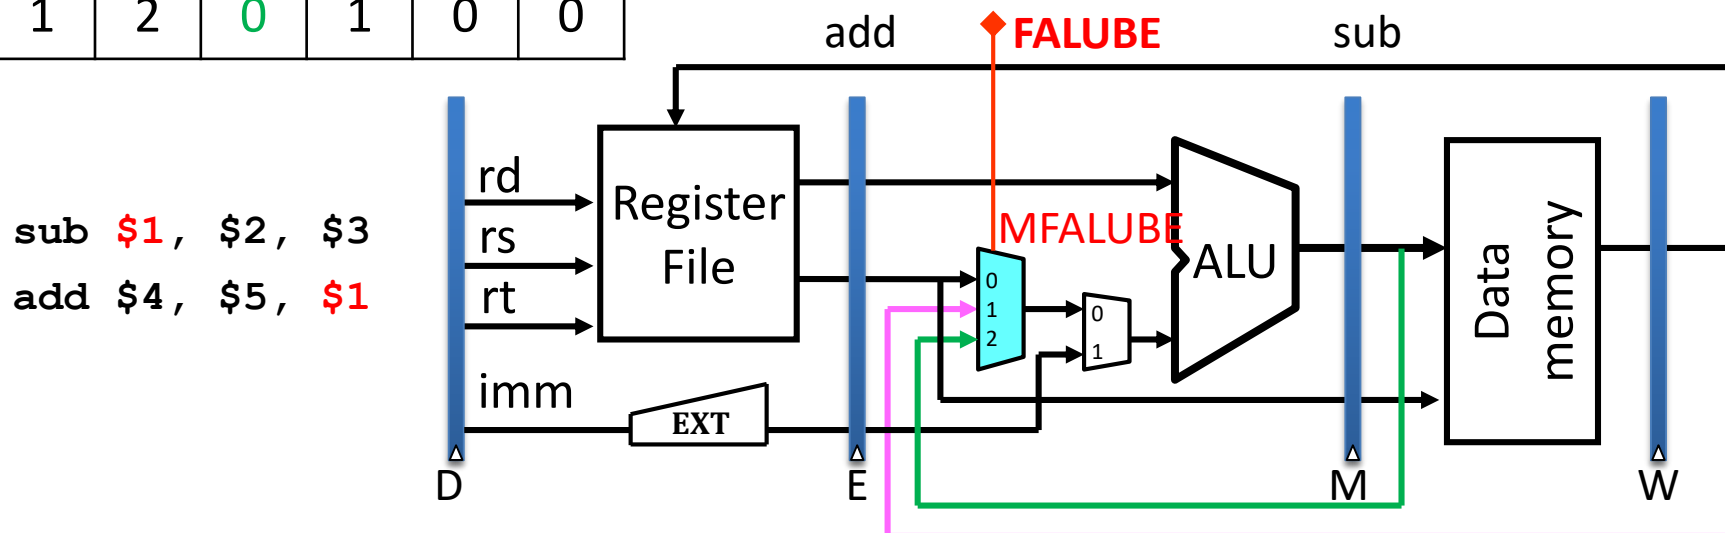 1 2 0 1 0 0
add FALUBE sub
rd
rs
rt
imm
Register
File
EXT
sub $1, $2, $3
add $4, $5, $1
MFALUBE
0
1
2
0
1
ALU
Data
memory
D E M W